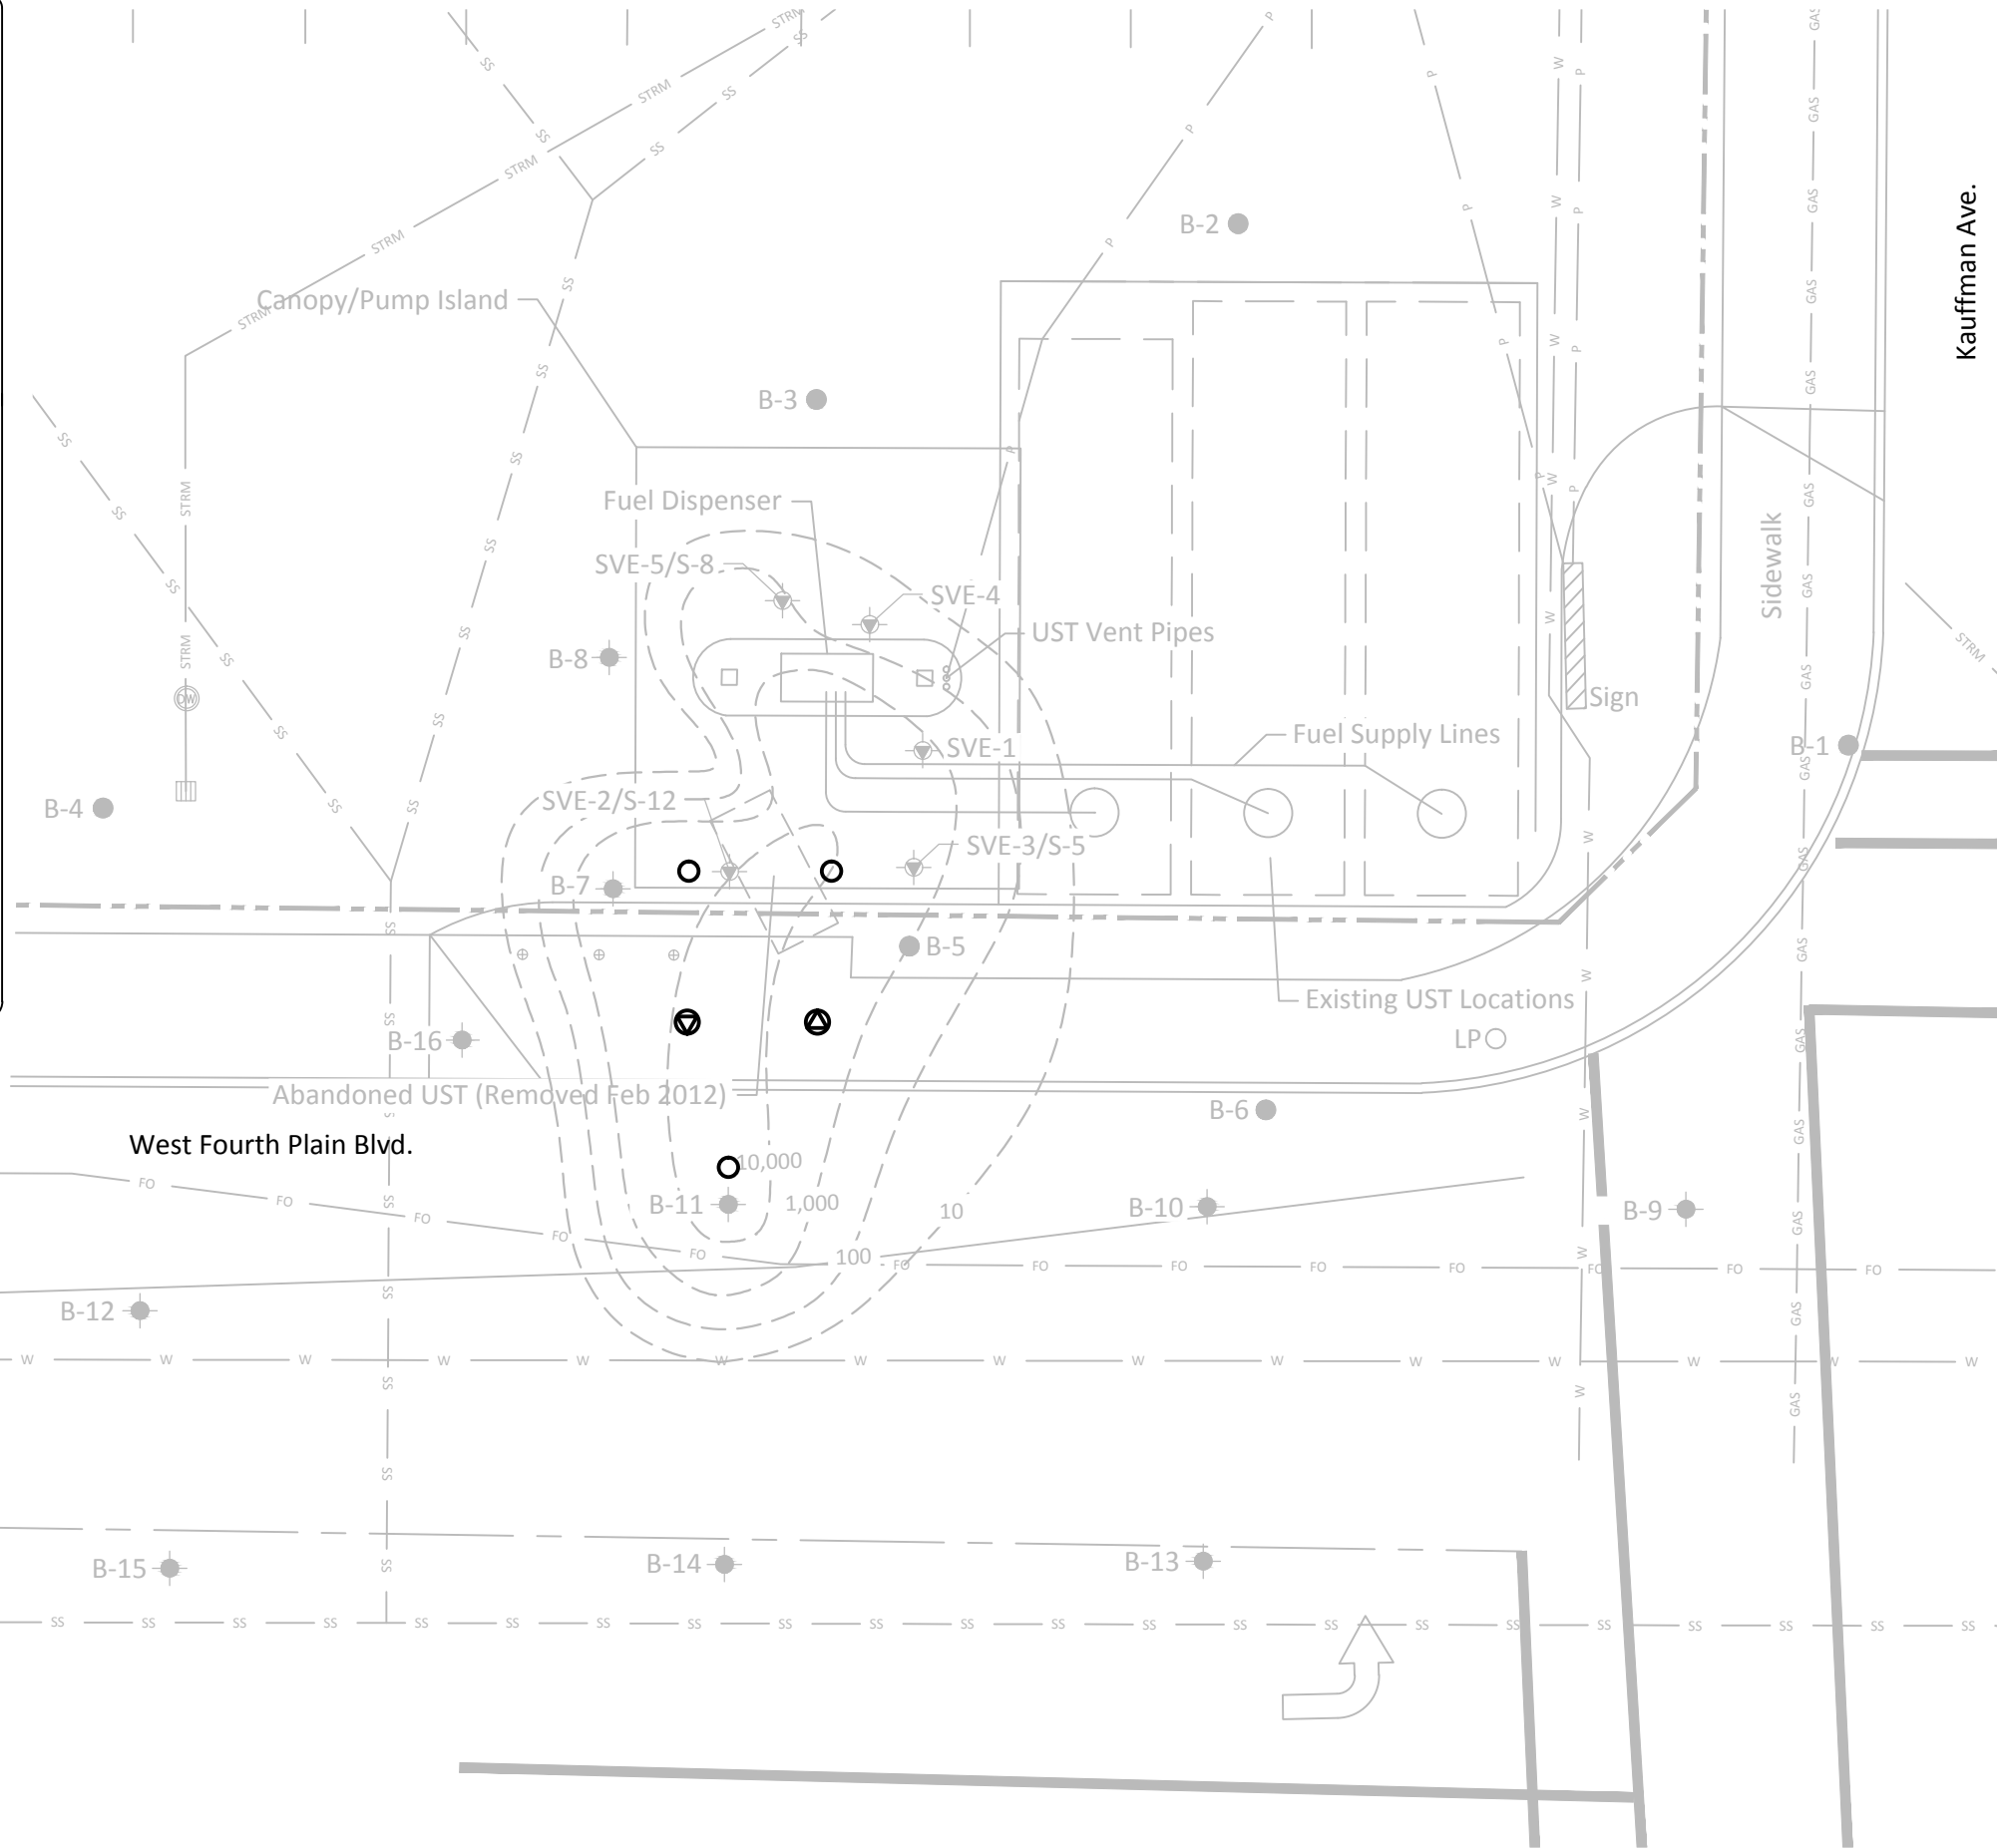 STRM
SS
P
W
GAS
Kauffman Ave.
B-2
Canopy/Pump Island
B-3
Fuel Dispenser
SVE-5/S-8
SVE-4
UST Vent Pipes
Sidewalk
B-8
Sign
DW
Fuel Supply Lines
SVE-1
B-1
B-4
SVE-2/S-12
SVE-3/S-5
B-7
B-5
Existing UST Locations
B-16
LP
Abandoned UST (Removed Feb 2012)
B-6
West Fourth Plain Blvd.
10,000
B-11
1,000
10
B-10
B-9
FO
100
B-12
W
B-15
B-14
B-13
SS